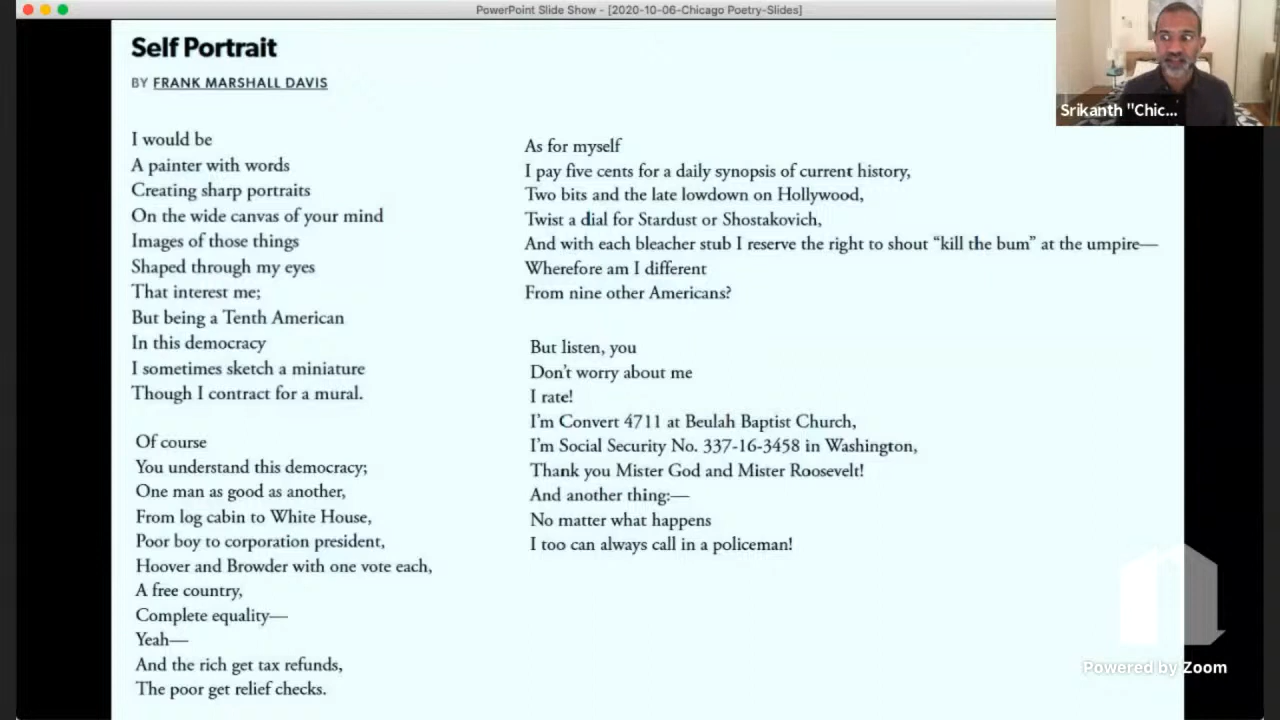 PowerPoint Slide Show - [2020-10-06-Chicago Poetry-Slides]
Self Portrait
BY FRANK MARSHALL DAVIS
I would be
A painter with words
Creating sharp portraits
On the wide canvas of your mind
Images of those things
Shaped through my eyes
That interest me;
But being a Tenth American
In this democracy
I sometimes sketch a miniature
Though I contract for a mural.
Of course
You understand this democracy;
One man as good as another,
From log cabin to White House,
Poor boy to corporation president,
Hoover and Browder with one vote each,
A free country,
Complete equality—
Yeah—
And the rich get tax refunds,
The poor get relief checks.
As for myself
I pay five cents for a daily synopsis of current history,
Two bits and the late lowdown on Hollywood,
Twist a dial for Stardust or Shostakovich,
And with each bleacher stub I reserve the right to shout “kill the bum” at the umpire—
Wherefore am I different
From nine other Americans?
But listen, you
Don’t worry about me
I rate!
I’m Convert 4711 at Beulah Baptist Church,
I’m Social Security No. 337-16-3458 in Washington,
Thank you Mister God and Mister Roosevelt!
And another thing:—
No matter what happens
I too can always call in a policeman!
Srikanth "Chic...
Powered by Zoom